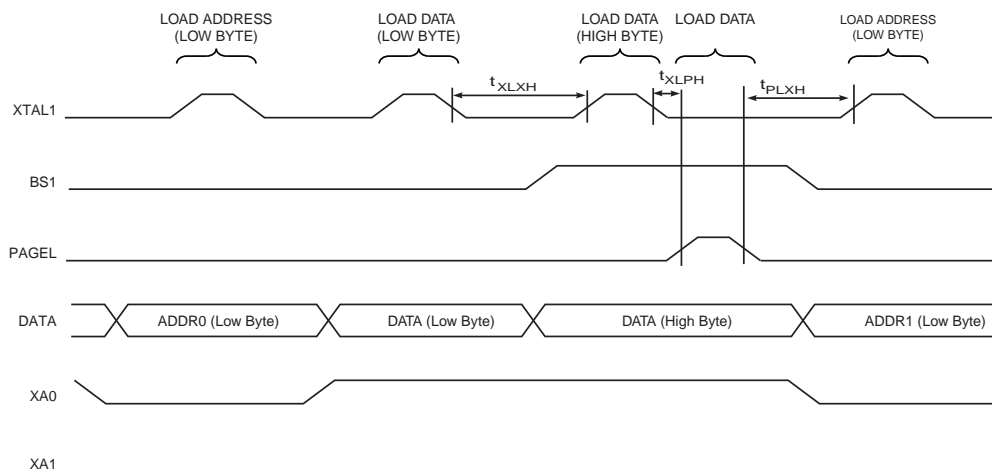 LOAD ADDRESS
(LOW BYTE)
LOAD DATA
(LOW BYTE)
LOAD DATA
(HIGH BYTE)
LOAD DATA
LOAD ADDRESS
(LOW BYTE)
tXLXH
tXLPH
tPLXH
XTAL1
BS1
PAGEL
DATA
ADDR0 (Low Byte)
DATA (Low Byte)
DATA (High Byte)
ADDR1 (Low Byte)
XA0
XA1